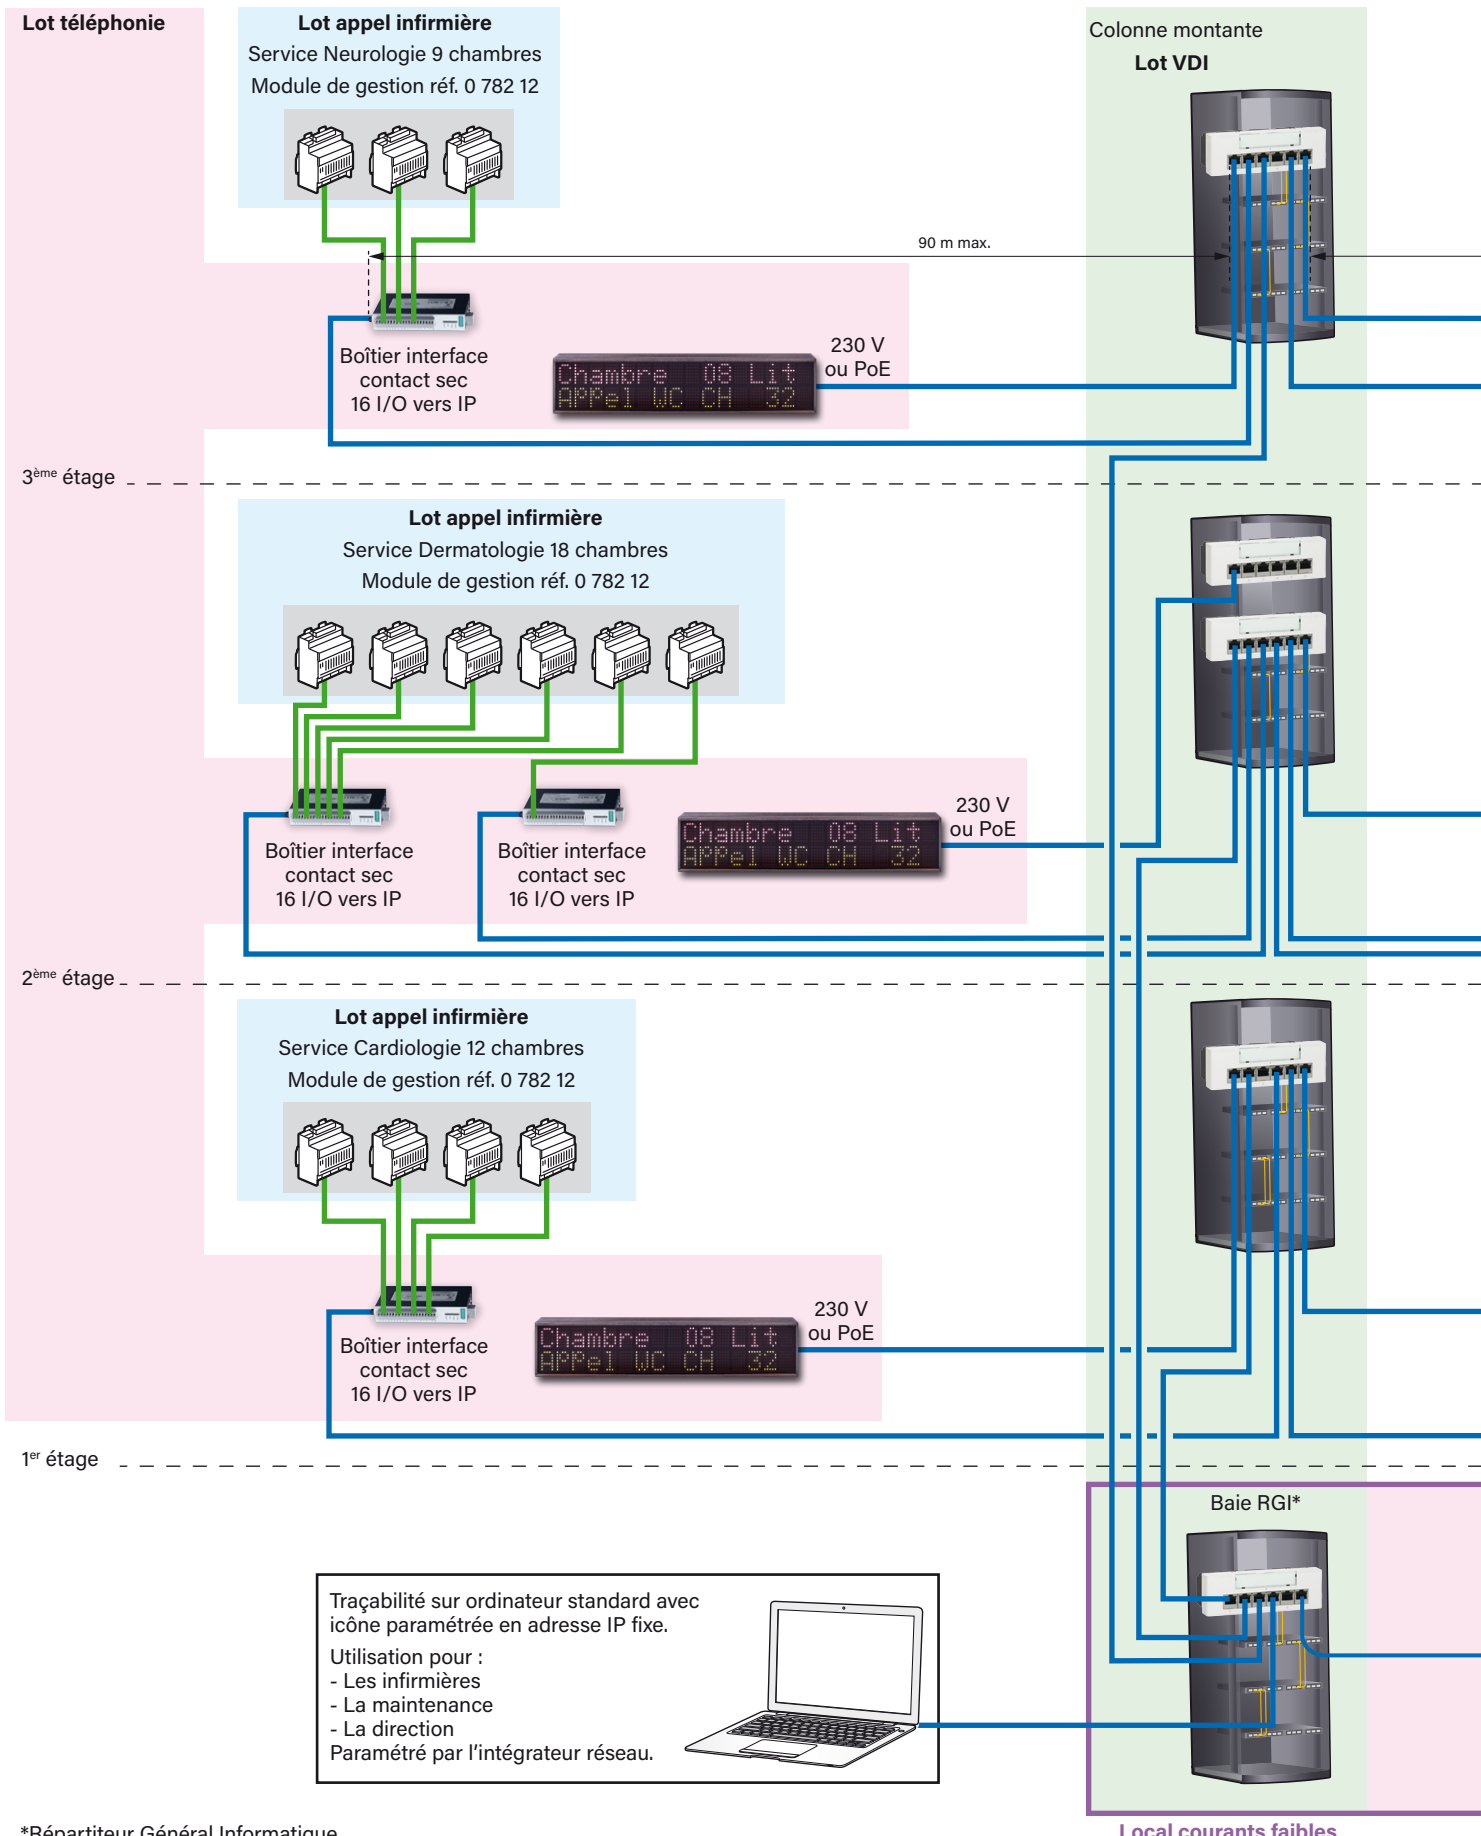 Lot téléphonie
Lot appel infirmière
Service Neurologie 9 chambres
Module de gestion réf. 0 782 12
Colonne montante
Lot VDI
90 m max.
Boîtier interface
contact sec
16 I/O vers IP
Chambre 08 Lit
APPel WC CH 32
230 V
ou PoE
3ème étage
Lot appel infirmière
Service Dermatologie 18 chambres
Module de gestion réf. 0 782 12
Boîtier interface
contact sec
16 I/O vers IP
Boîtier interface
contact sec
16 I/O vers IP
Chambre 08 Lit
APPel WC CH 32
230 V
ou PoE
2ème étage
Lot appel infirmière
Service Cardiologie 12 chambres
Module de gestion réf. 0 782 12
Boîtier interface
contact sec
16 I/O vers IP
Chambre 08 Lit
APPel WC CH 32
230 V
ou PoE
1er étage
Baie RGI*
Traçabilité sur ordinateur standard avec
icône paramétrée en adresse IP fixe.
Utilisation pour :
- Les infirmières
- La maintenance
- La direction
Paramétré par l'intégrateur réseau.
*Répartiteur Général Informatique
Local courants faibles